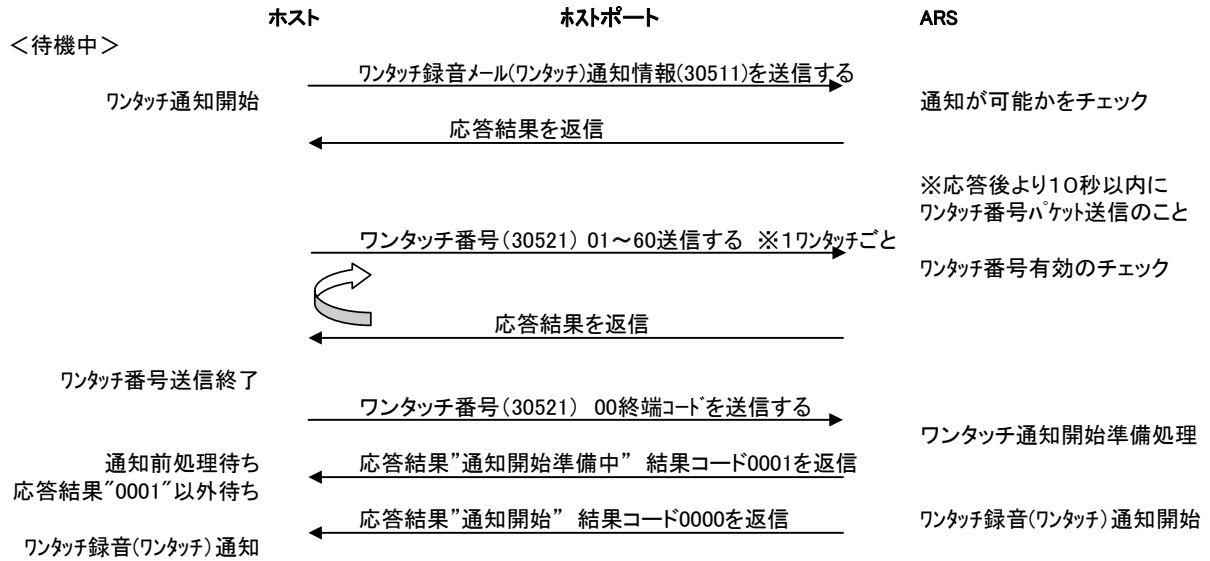 ホスト ホストポート ARS
＜待機中＞
ﾜﾝﾀｯﾁ録音ﾒｰﾙ(ﾜﾝﾀｯﾁ)通知情報(30511)を送信する
ﾜﾝﾀｯﾁ通知開始 通知が可能かをチェック
応答結果を返信
※応答後より１０秒以内に
ﾜﾝﾀｯﾁ番号ﾊﾟｹｯﾄ送信のこと
ワンタッチ番号（30521） 01～60送信する ※１ﾜﾝﾀｯﾁごと
ﾜﾝﾀｯﾁ番号有効のチェック
応答結果を返信
ﾜﾝﾀｯﾁ番号送信終了
ワンタッチ番号（30521） 00終端ｺｰﾄﾞを送信する
ワンタッチ通知開始準備処理
通知前処理待ち 応答結果”通知開始準備中” 結果コード0001を返信
応答結果”0001”以外待ち
応答結果”通知開始” 結果コード0000を返信 ﾜﾝﾀｯﾁ録音(ﾜﾝﾀｯﾁ)通知開始
ﾜﾝﾀｯﾁ録音(ﾜﾝﾀｯﾁ)通知